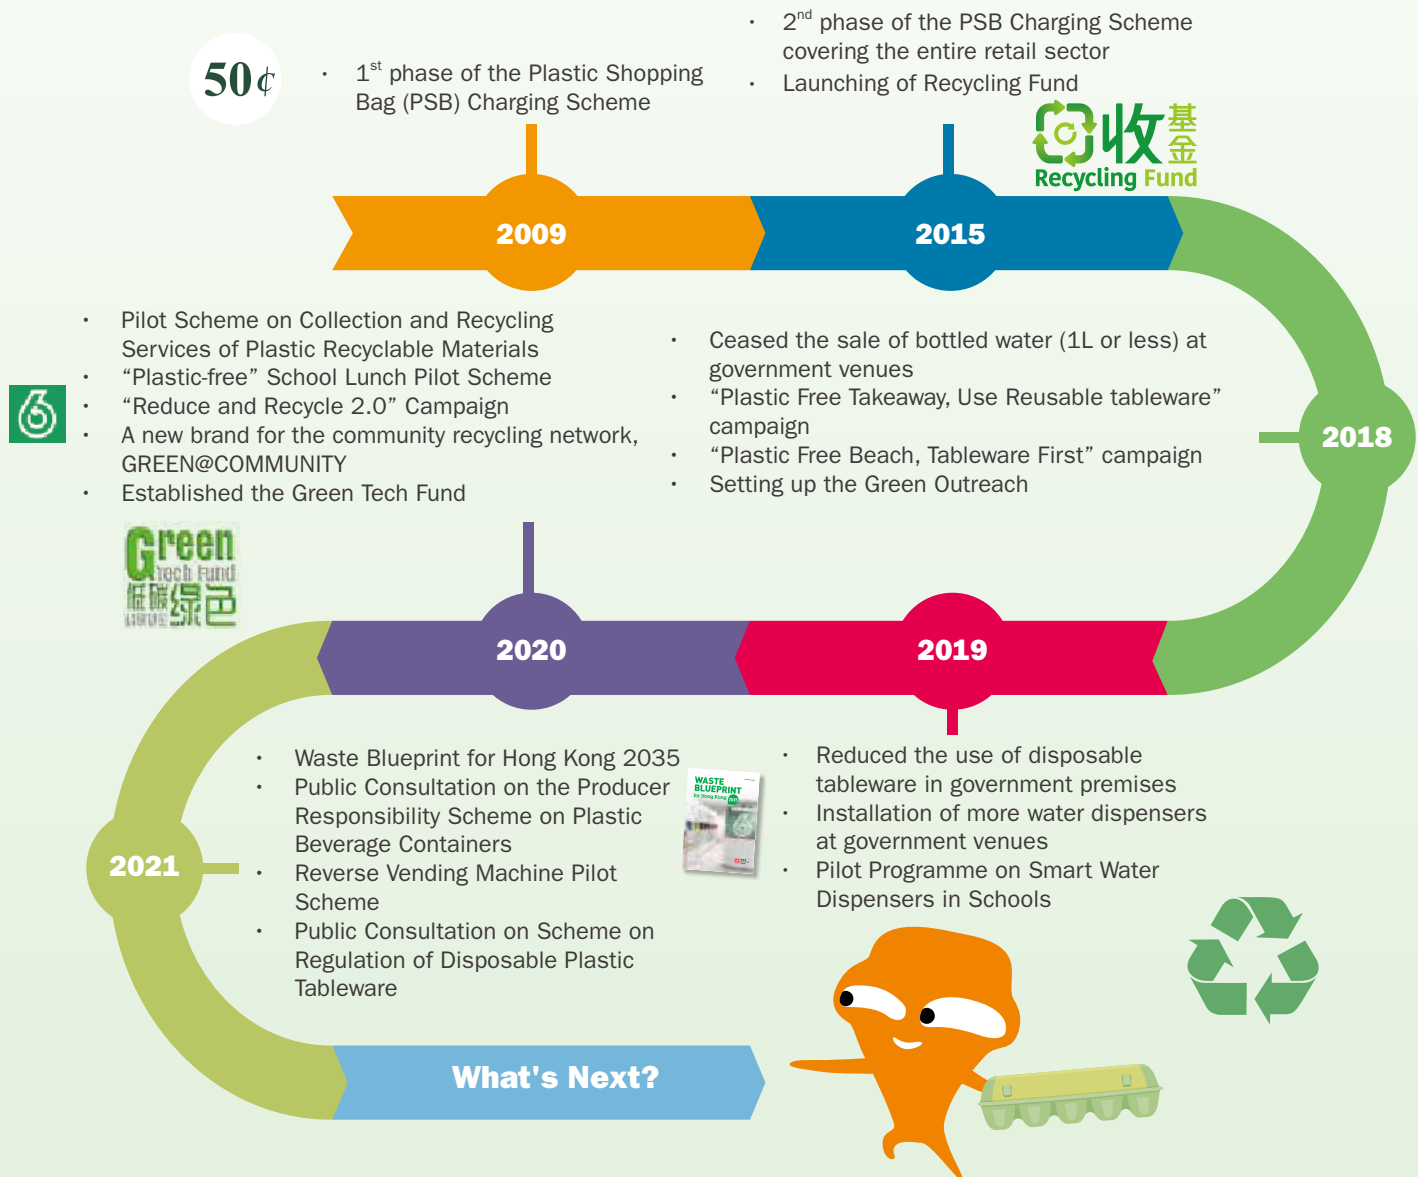 50¢
• 1st phase of the Plastic Shopping
Bag (PSB) Charging Scheme
• 2nd phase of the PSB Charging Scheme
covering the entire retail sector
• Launching of Recycling Fund
收
基
金
Recycling Fund
2009
2015
• Pilot Scheme on Collection and Recycling
Services of Plastic Recyclable Materials
• “Plastic-free” School Lunch Pilot Scheme
• “Reduce and Recycle 2.0” Campaign
• A new brand for the community recycling network,
GREEN@COMMUNITY
• Established the Green Tech Fund
• Ceased the sale of bottled water (1L or less) at
government venues
• “Plastic Free Takeaway, Use Reusable tableware”
campaign
• “Plastic Free Beach, Tableware First” campaign
• Setting up the Green Outreach
2018
Green
Tech Fund
低碳绿色
2020
2019
• Waste Blueprint for Hong Kong 2035
• Public Consultation on the Producer
Responsibility Scheme on Plastic
Beverage Containers
• Reverse Vending Machine Pilot
Scheme
• Public Consultation on Scheme on
Regulation of Disposable Plastic
Tableware
WASTE
BLUEPRINT
for Hong Kong 2035
• Reduced the use of disposable
tableware in government premises
• Installation of more water dispensers
at government venues
• Pilot Programme on Smart Water
Dispensers in Schools
2021
What's Next?